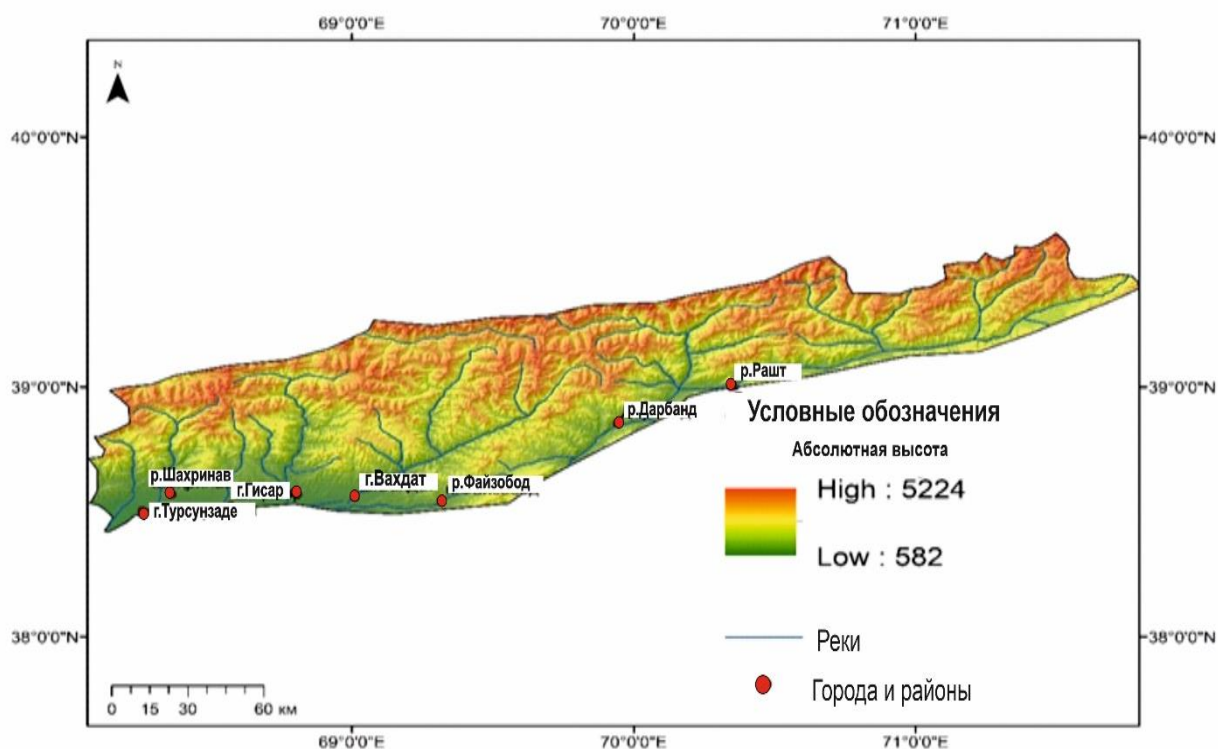 69°0'0"E 70°0'0"E 71°0'0"E
N
40°0'0"N 40°0'0"N
р.Рашт
39°0'0"N 39°0'0"N
р.Дарбанд
Условные обозначения
Абсолютная высота
р.Шахринав г.Гисар г.Вахдат р.Файзобод
г.Турсунзаде
High : 5224
Low : 582
38°0'0"N 38°0'0"N
Реки
Города и районы
0 15 30 60 км
69°0'0"E 70°0'0"E 71°0'0"E